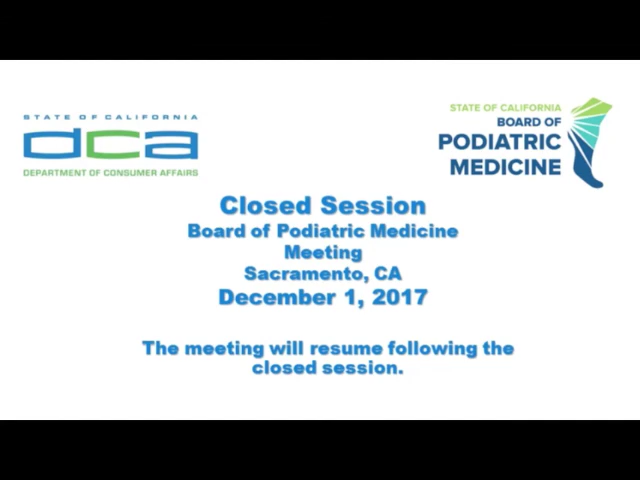 STATE OF CALIFORNIA
dca
DEPARTMENT OF CONSUMER AFFAIRS
STATE OF CALIFORNIA
BOARD OF
PODIATRIC
MEDICINE
Closed Session
Board of Podiatric Medicine
Meeting
Sacramento, CA
December 1, 2017
The meeting will resume following the
closed session.